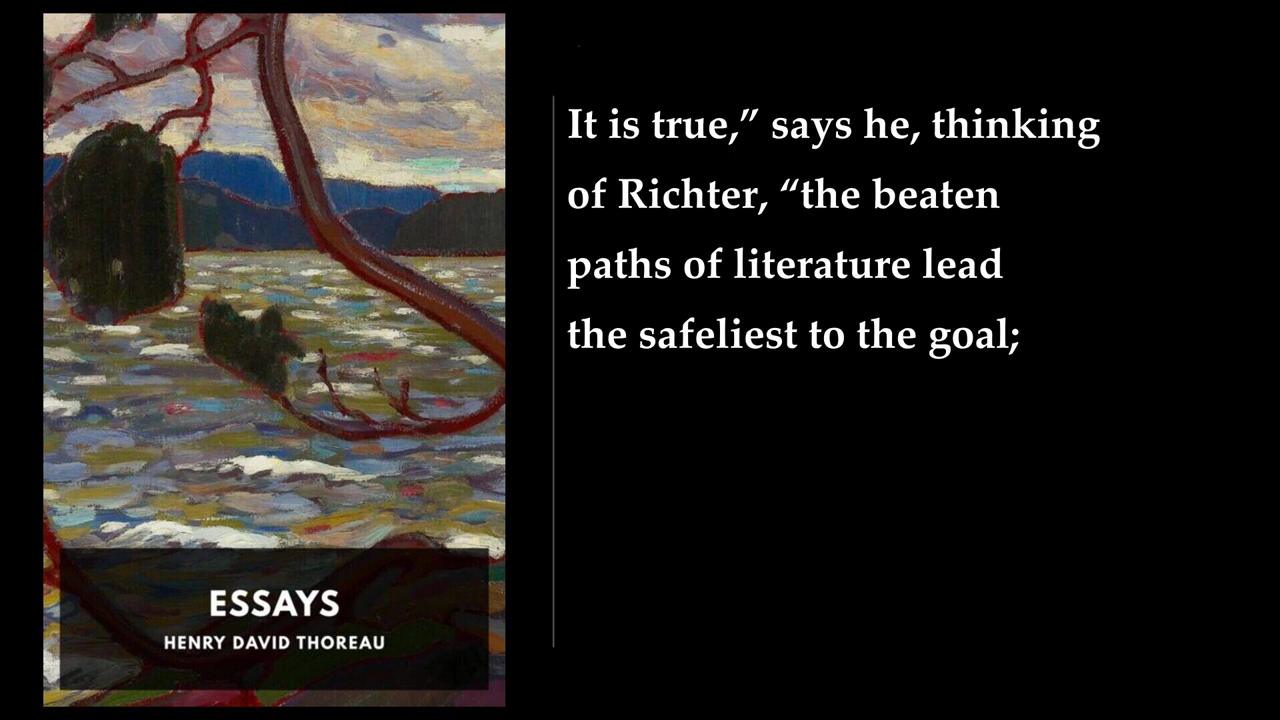 It is true,” says he, thinking
of Richter, “the beaten
paths of literature lead
the safeliest to the goal;
ESSAYS
HENRY DAVID THOREAU